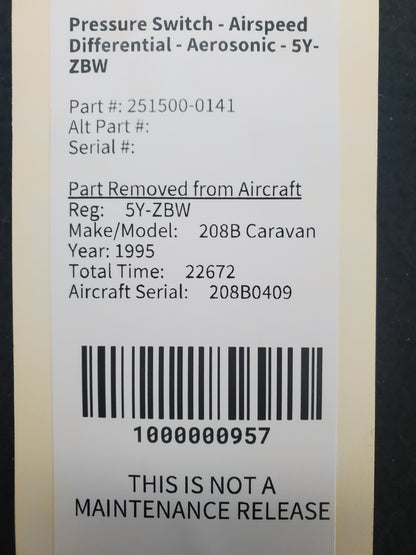 Pressure Switch - Airspeed
Differential - Aerosonic - 5Y-
ZBW
Part #: 251500-0141
Alt Part #:
Serial #:
Part Removed from Aircraft
Reg: 5Y-ZBW
Make/Model: 208B Caravan
Year: 1995
Total Time: 22672
Aircraft Serial: 208B0409
1000000957
THIS IS NOT A
MAINTENANCE RELEASE